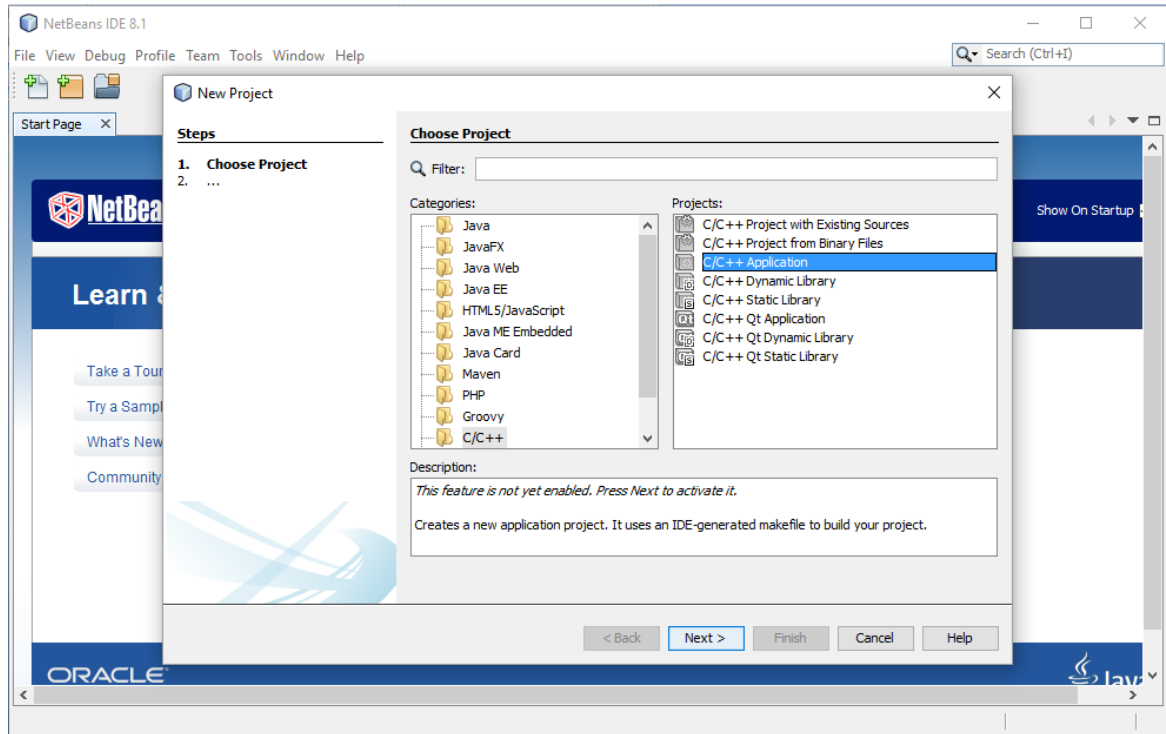 NetBeans IDE 8.1
File View Debug Profile Team Tools Window Help
Search (Ctrl+I)
Start Page
New Project
Steps
1. Choose Project
2. ...
Choose Project
Filter:
Categories:
Java
JavaFX
Java Web
Java EE
HTML5/JavaScript
Java ME Embedded
Java Card
Maven
PHP
Groovy
C/C++
Projects:
C/C++ Project with Existing Sources
C/C++ Project from Binary Files
C/C++ Application
C/C++ Dynamic Library
C/C++ Static Library
C/C++ Qt Application
C/C++ Qt Dynamic Library
C/C++ Qt Static Library
Description:
This feature is not yet enabled. Press Next to activate it.
Creates a new application project. It uses an IDE-generated makefile to build your project.
< Back Next > Finish Cancel Help
NetBea
Show On Startup
Learn &
Take a Tour
Try a Sampl
What's New
Community
ORACLE
Java